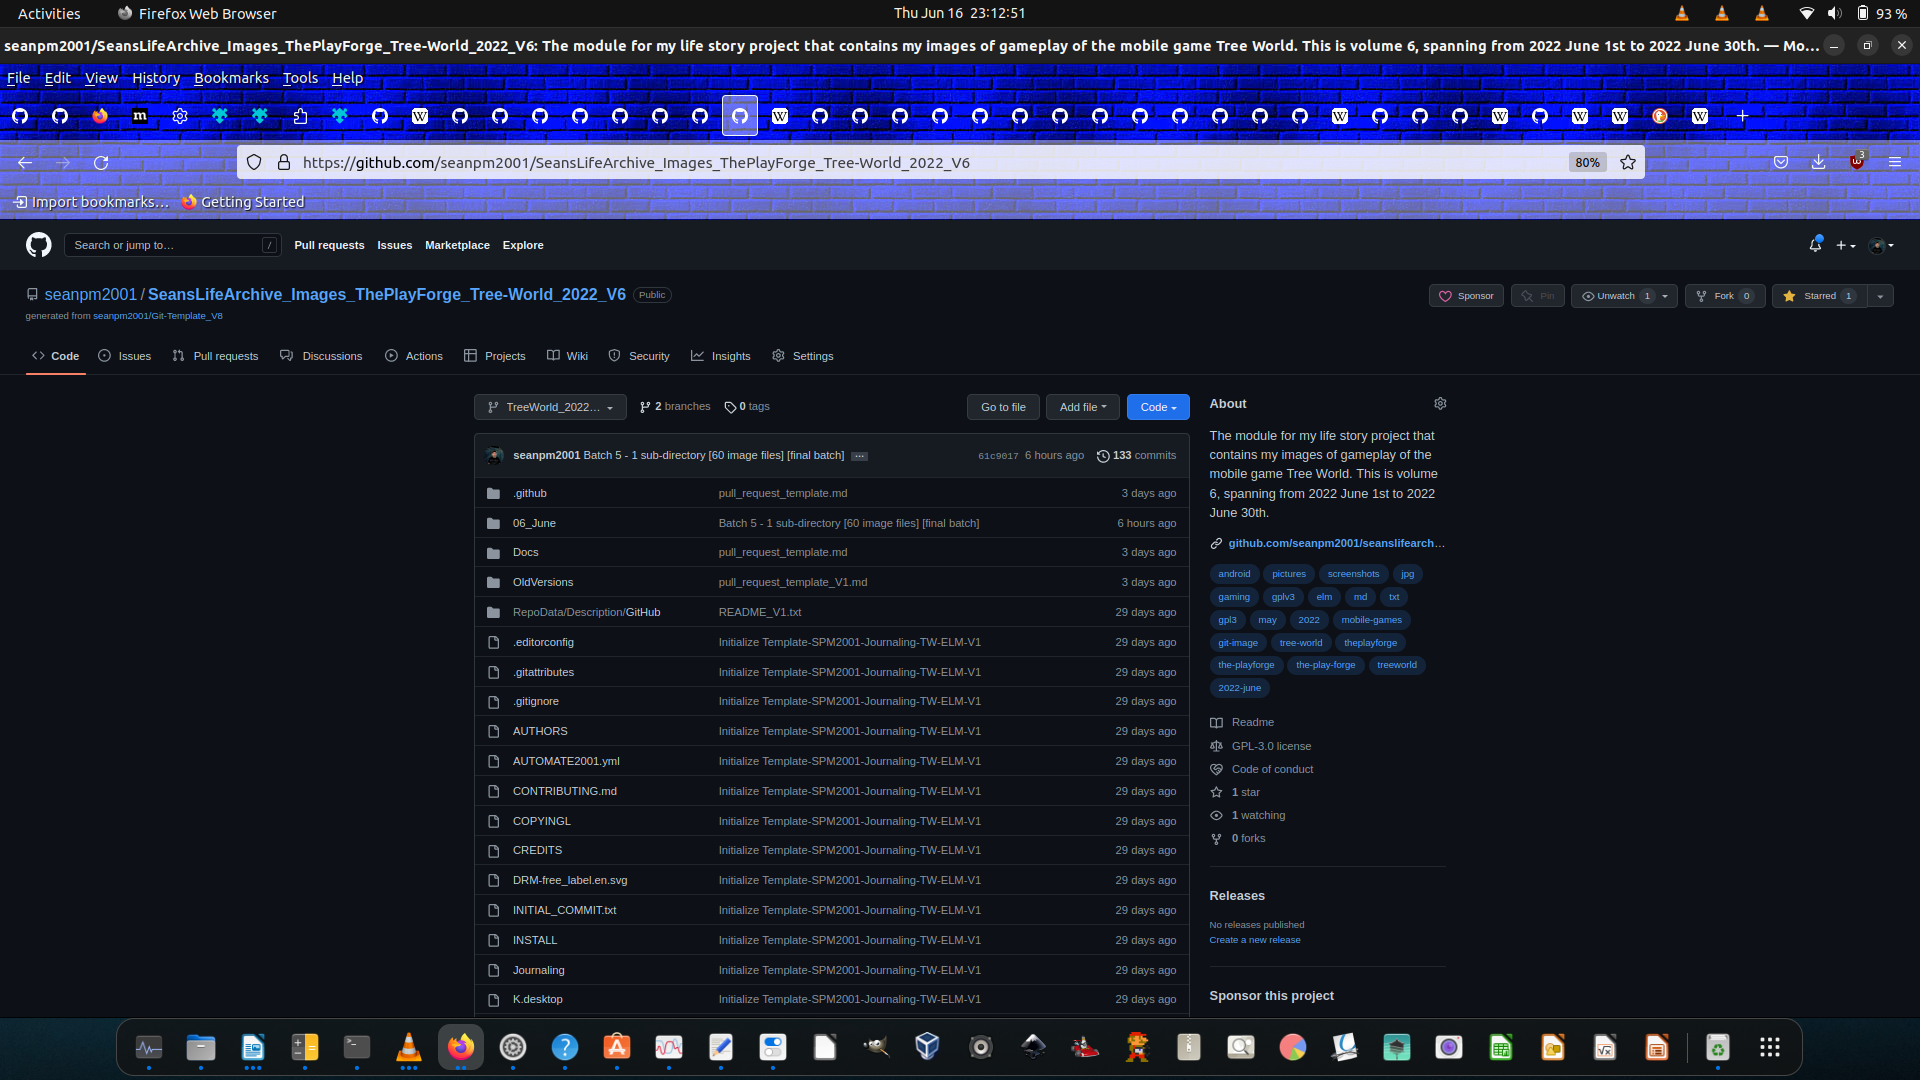 Activities
Firefox Web Browser
Thu Jun 16 23:12:51
93 %
seanpm2001/SeansLifeArchive_Images_ThePlayForge_Tree-World_2022_V6: The module for my life story project that contains my images of gameplay of the mobile game Tree World. This is volume 6, spanning from 2022 June 1st to 2022 June 30th. — Mo...
File Edit View History Bookmarks Tools Help
https://github.com/seanpm2001/SeansLifeArchive_Images_ThePlayForge_Tree-World_2022_V6
80%
3
Import bookmarks... Getting Started
Search or jump to... /
Pull requests Issues Marketplace Explore
seanpm2001 / SeansLifeArchive_Images_ThePlayForge_Tree-World_2022_V6 Public
Sponsor Pin Unwatch 1 Fork 0 Starred 1
generated from seanpm2001/Git-Template_V8
Code Issues Pull requests Discussions Actions Projects Wiki Security Insights Settings
TreeWorld_2022... 2 branches 0 tags Go to file Add file Code
seanpm2001 Batch 5 - 1 sub-directory [60 image files] [final batch] ... 61c9017 6 hours ago 133 commits
.github pull_request_template.md 3 days ago
06_June Batch 5 - 1 sub-directory [60 image files] [final batch] 6 hours ago
Docs pull_request_template.md 3 days ago
OldVersions pull_request_template_V1.md 3 days ago
RepoData/Description/GitHub README_V1.txt 29 days ago
.editorconfig Initialize Template-SPM2001-Journaling-TW-ELM-V1 29 days ago
.gitattributes Initialize Template-SPM2001-Journaling-TW-ELM-V1 29 days ago
.gitignore Initialize Template-SPM2001-Journaling-TW-ELM-V1 29 days ago
AUTHORS Initialize Template-SPM2001-Journaling-TW-ELM-V1 29 days ago
AUTOMATE2001.yml Initialize Template-SPM2001-Journaling-TW-ELM-V1 29 days ago
CONTRIBUTING.md Initialize Template-SPM2001-Journaling-TW-ELM-V1 29 days ago
COPYINGL Initialize Template-SPM2001-Journaling-TW-ELM-V1 29 days ago
CREDITS Initialize Template-SPM2001-Journaling-TW-ELM-V1 29 days ago
DRM-free_label.en.svg Initialize Template-SPM2001-Journaling-TW-ELM-V1 29 days ago
INITIAL_COMMIT.txt Initialize Template-SPM2001-Journaling-TW-ELM-V1 29 days ago
INSTALL Initialize Template-SPM2001-Journaling-TW-ELM-V1 29 days ago
Journaling Initialize Template-SPM2001-Journaling-TW-ELM-V1 29 days ago
K.desktop Initialize Template-SPM2001-Journaling-TW-ELM-V1 29 days ago
About
The module for my life story project that
contains my images of gameplay of the
mobile game Tree World. This is volume
6, spanning from 2022 June 1st to 2022
June 30th.
github.com/seanpm2001/seanslifearch...
android pictures screenshots jpg
gaming gplv3 elm md txt
gpl3 may 2022 mobile-games
git-image tree-world theplayforge
the-playforge the-play-forge treeworld
2022-june
Readme
GPL-3.0 license
Code of conduct
1 star
1 watching
0 forks
Releases
No releases published
Create a new release
Sponsor this project